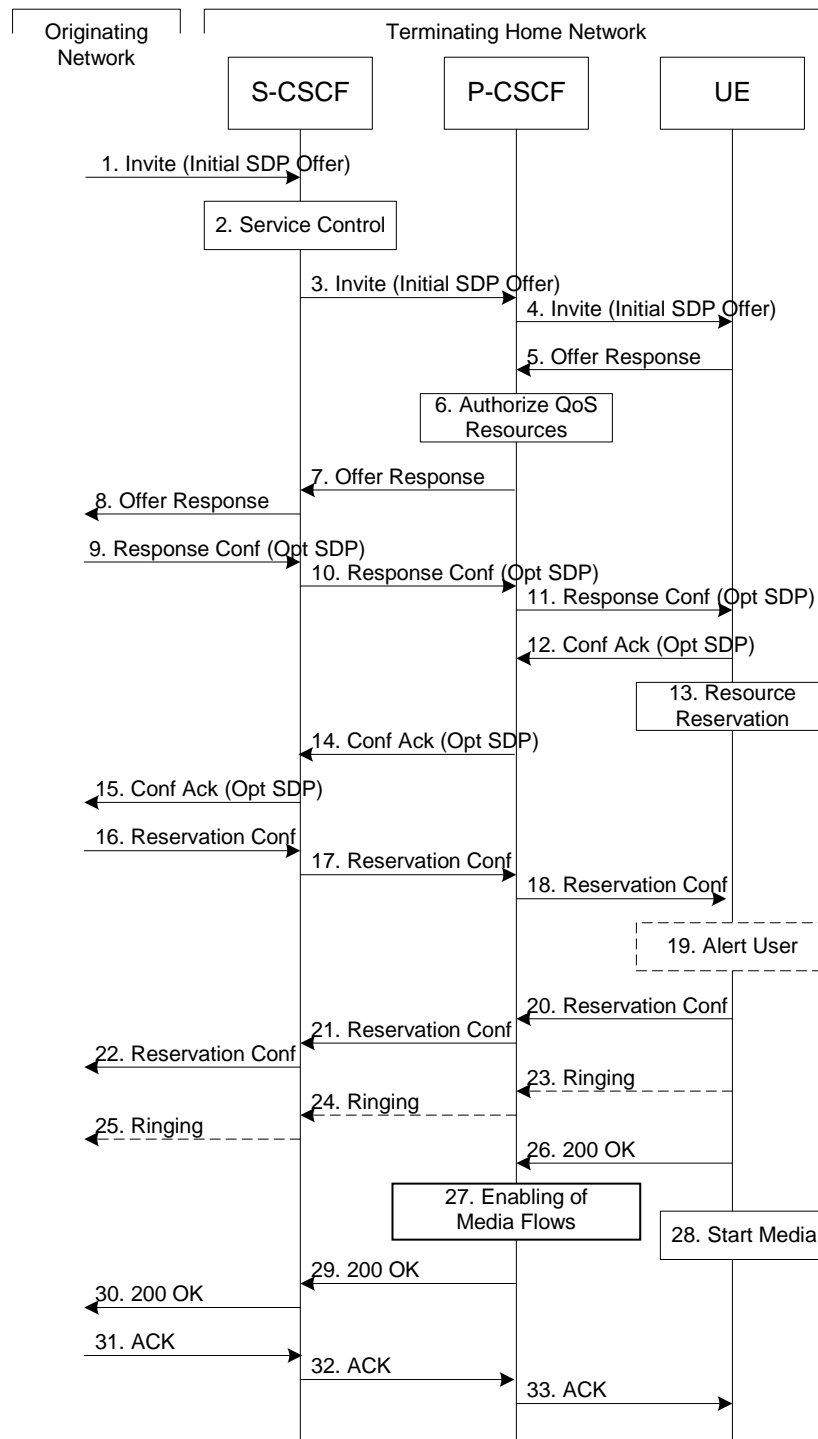 Originating
Network
Terminating Home Network
S-CSCF
P-CSCF
UE
1. Invite (Initial SDP Offer)
2. Service Control
3. Invite (Initial SDP Offer)
4. Invite (Initial SDP Offer)
5. Offer Response
6. Authorize QoS
Resources
7. Offer Response
8. Offer Response
9. Response Conf (Opt SDP)
10. Response Conf (Opt SDP)
11. Response Conf (Opt SDP)
12. Conf Ack (Opt SDP)
13. Resource
Reservation
14. Conf Ack (Opt SDP)
15. Conf Ack (Opt SDP)
16. Reservation Conf
17. Reservation Conf
18. Reservation Conf
19. Alert User
20. Reservation Conf
21. Reservation Conf
22. Reservation Conf
23. Ringing
24. Ringing
25. Ringing
26. 200 OK
27. Enabling of
Media Flows
28. Start Media
29. 200 OK
30. 200 OK
31. ACK
32. ACK
33. ACK